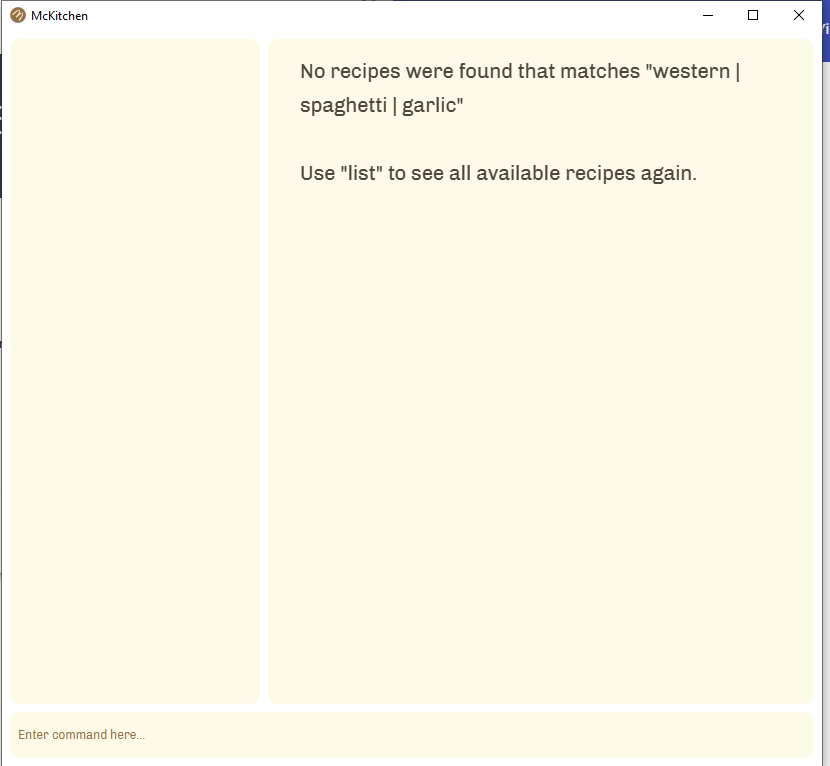 McKitchen
No recipes were found that matches "western |
spaghetti | garlic"
Use "list" to see all available recipes again.
Enter command here...